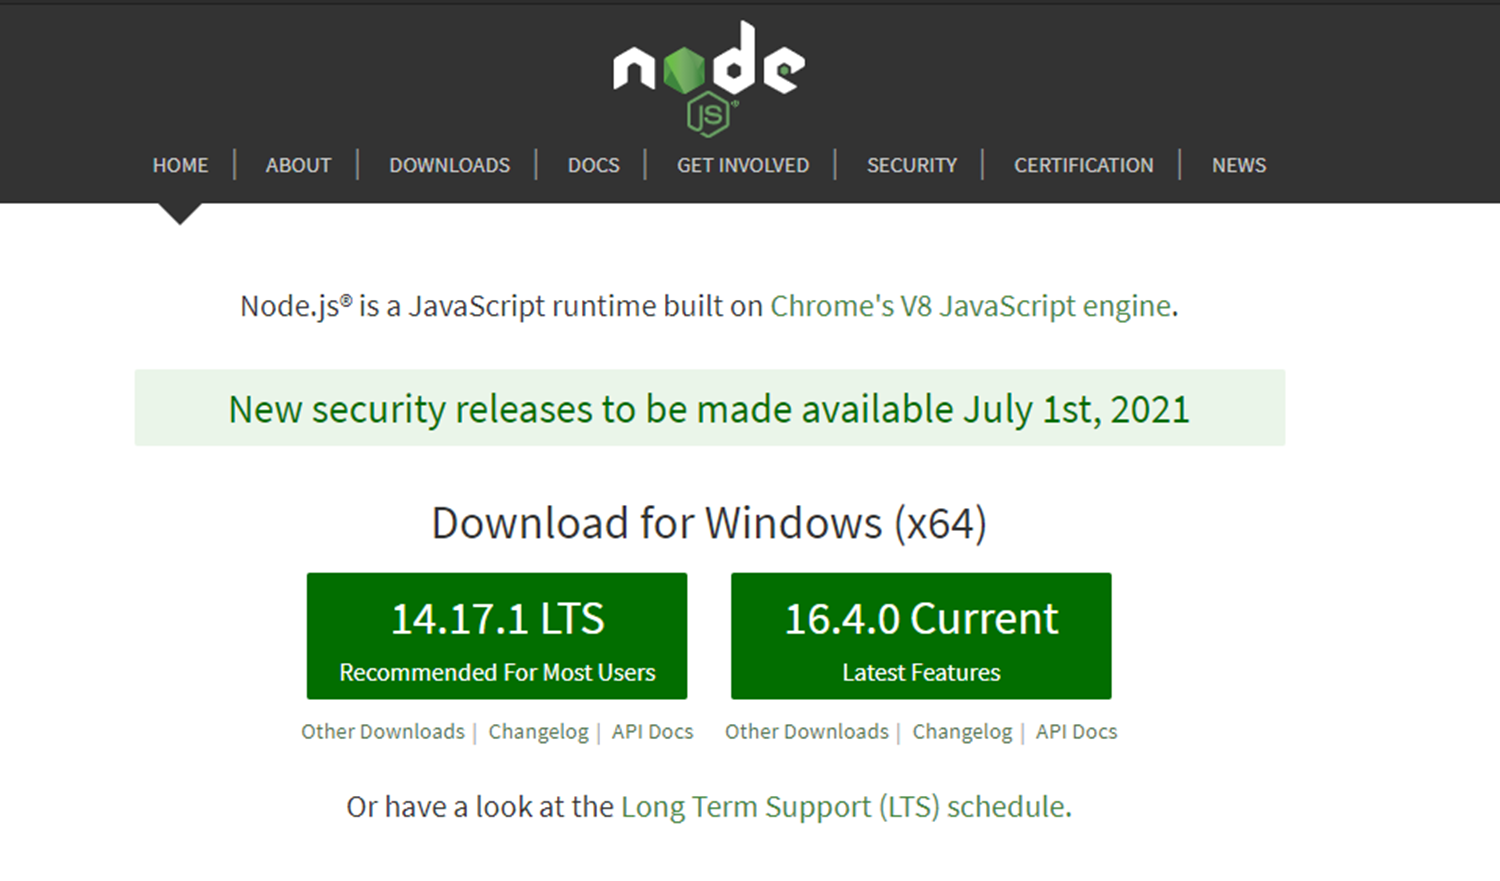 node
JS
HOME | ABOUT | DOWNLOADS | DOCS | GET INVOLVED | SECURITY | CERTIFICATION | NEWS
Node.js® is a JavaScript runtime built on Chrome's V8 JavaScript engine.
New security releases to be made available July 1st, 2021
Download for Windows (x64)
14.17.1 LTS 16.4.0 Current
Recommended For Most Users Latest Features
Other Downloads | Changelog | API Docs Other Downloads | Changelog | API Docs
Or have a look at the Long Term Support (LTS) schedule.